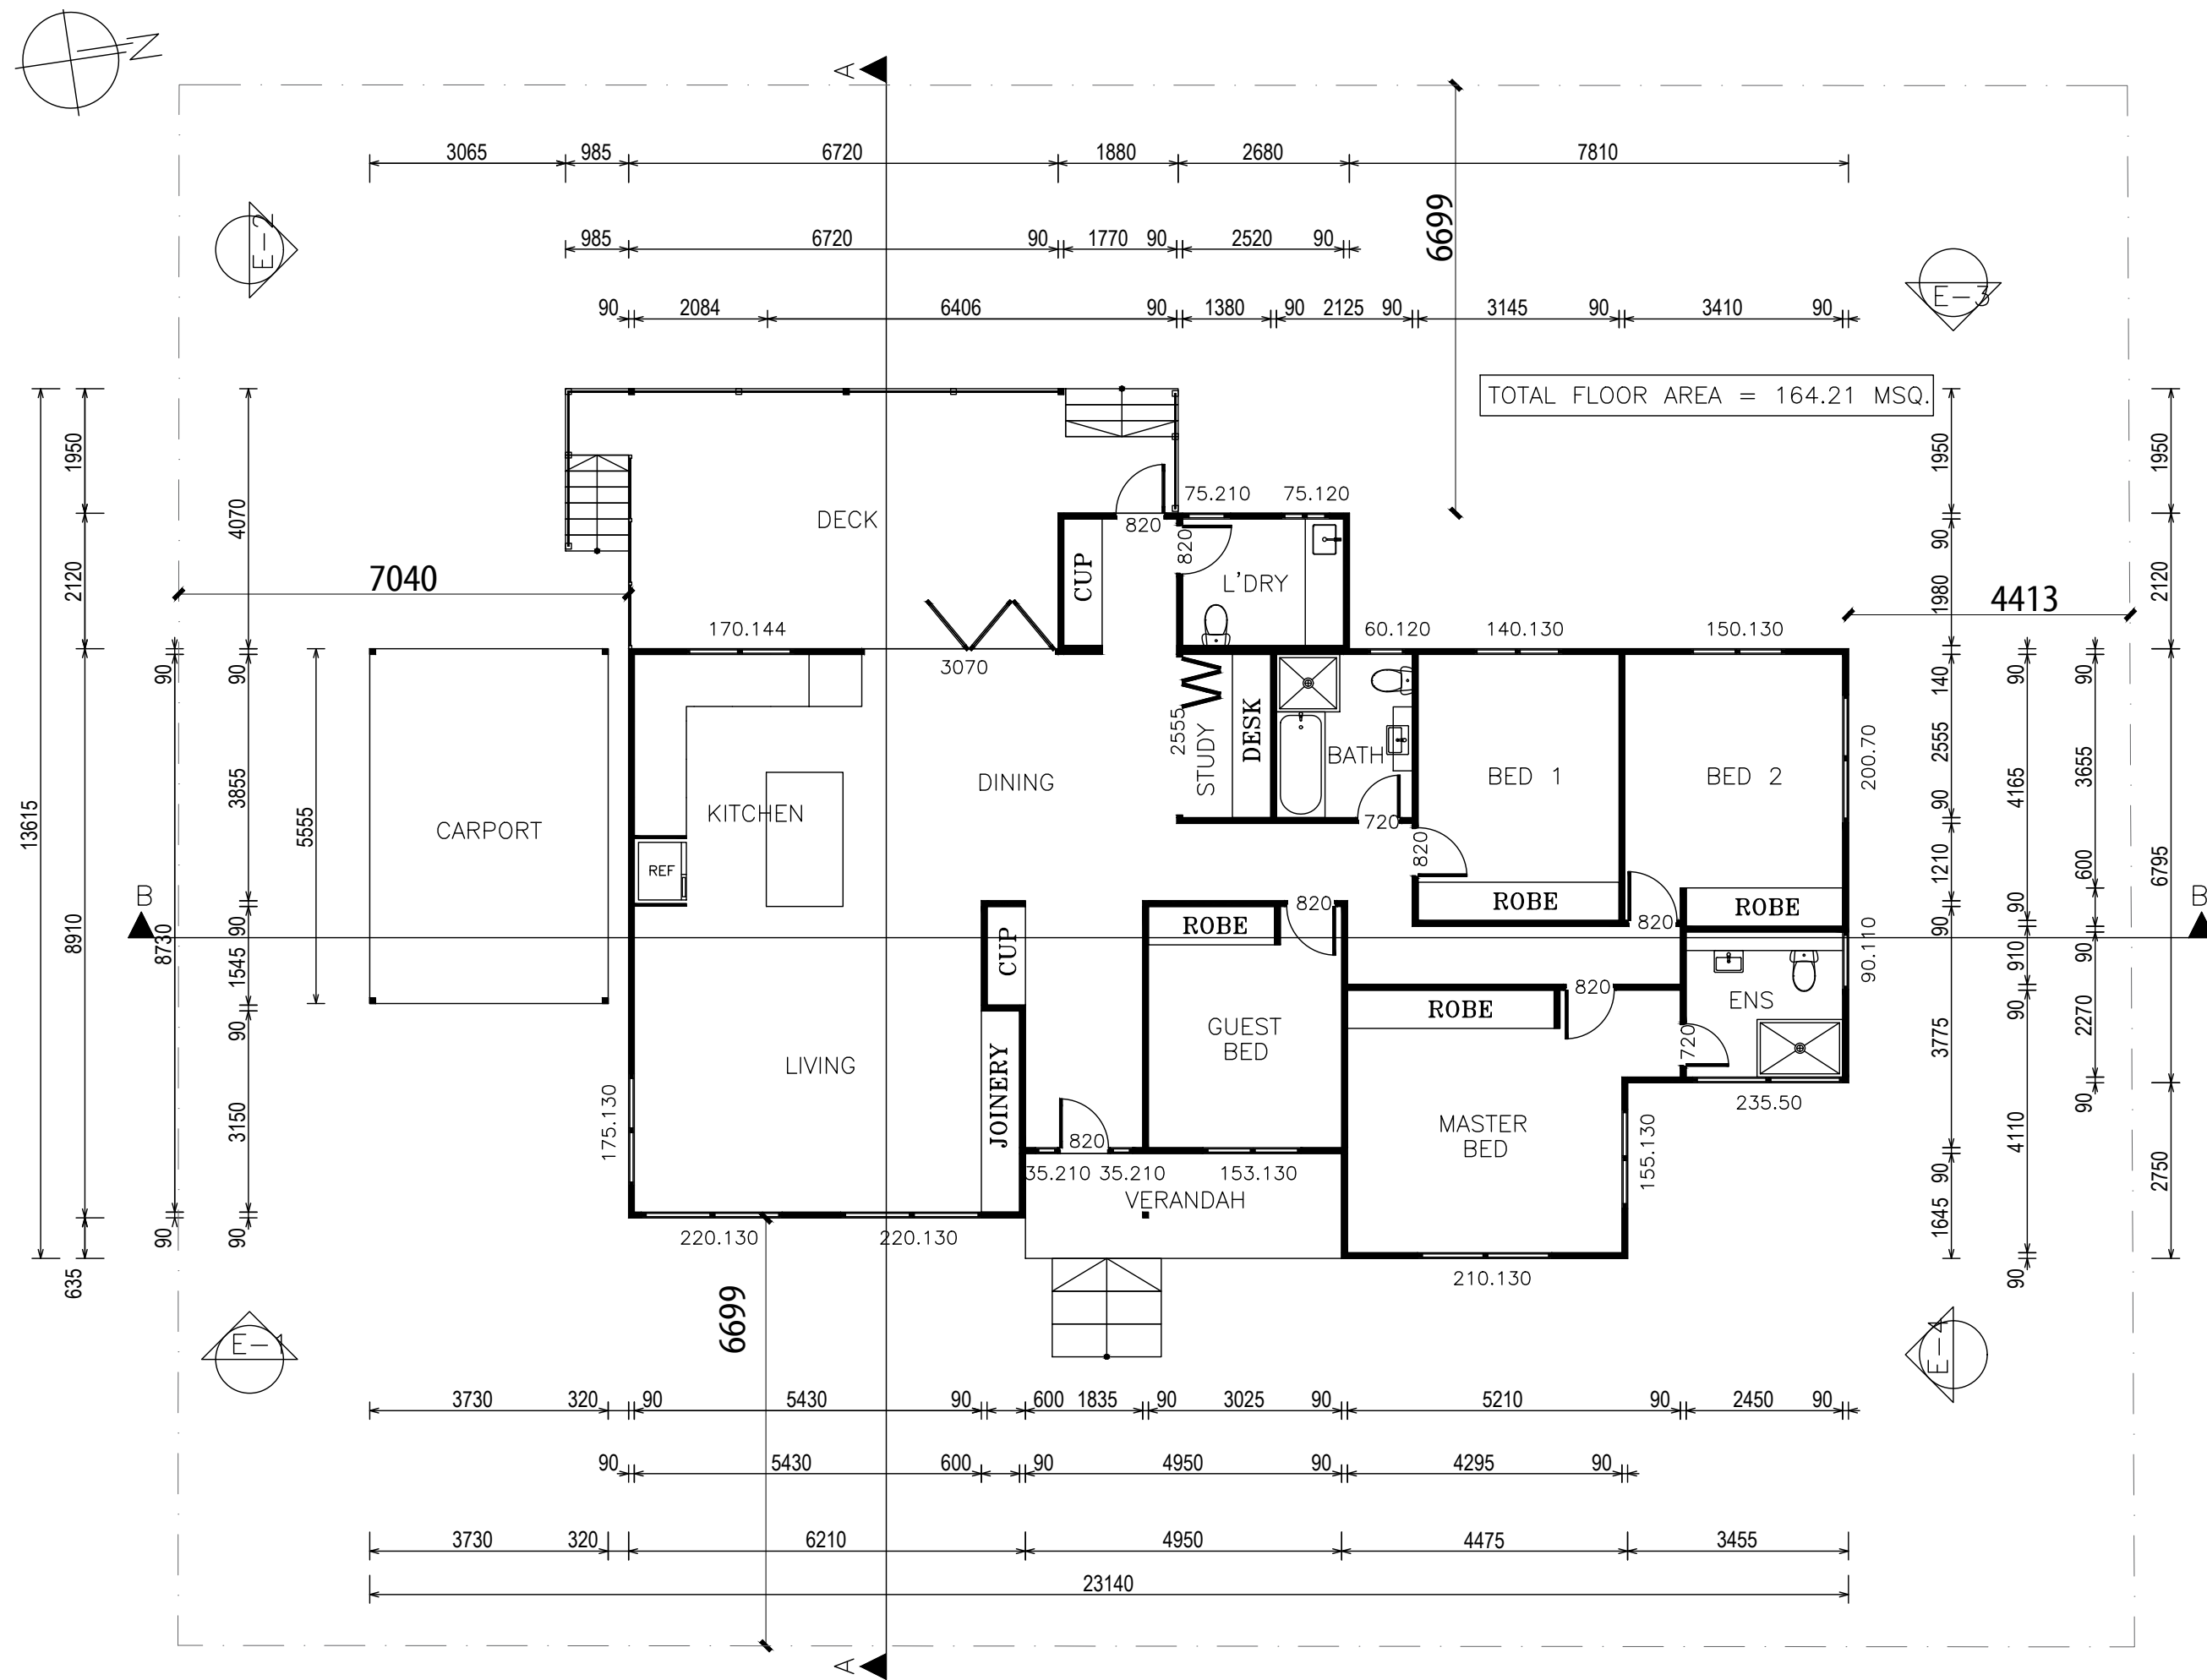 N
A
3065 985 6720 1880 2680 7810
E-2
985 6720 90 1770 90 2520 90
6699
E-3
90 2084 6406 90 1380 90 2125 90 3145 90 3410 90
TOTAL FLOOR AREA = 164.21 MSQ.
13615
1950 2120 8910 635
90 8730 90
4070 90 3855 90 1545 90 3150 90
5555
7040
4413
DECK
820
75.210 75.120
820
CUP
L'DRY
170.144
3070
60.120 140.130 150.130
2555
STUDY
DESK
BATH
720
BED 1
BED 2
200.70
DINING
KITCHEN
CARPORT
REF
820
ROBE
820
ROBE
B
B
CUP
ROBE
820
90.110
ROBE
820
ENS
720
GUEST
BED
LIVING
JOINERY
175.130
MASTER
BED
235.50
155.130
820
35.210 35.210 153.130
VERANDAH
220.130 220.130
210.130
6699
1950 90 1980 140 2555 90 1210 90 3775 90 1645
90 4165 90 910 90 4110 90
90 3655 600 90 2270 90
1950 2120 6795 2750
E-1
E-4
3730 320 90 5430 90 600 1835 90 3025 90 5210 90 2450 90
90 5430 600 90 4950 90 4295 90
3730 320 6210 4950 4475 3455
23140
A